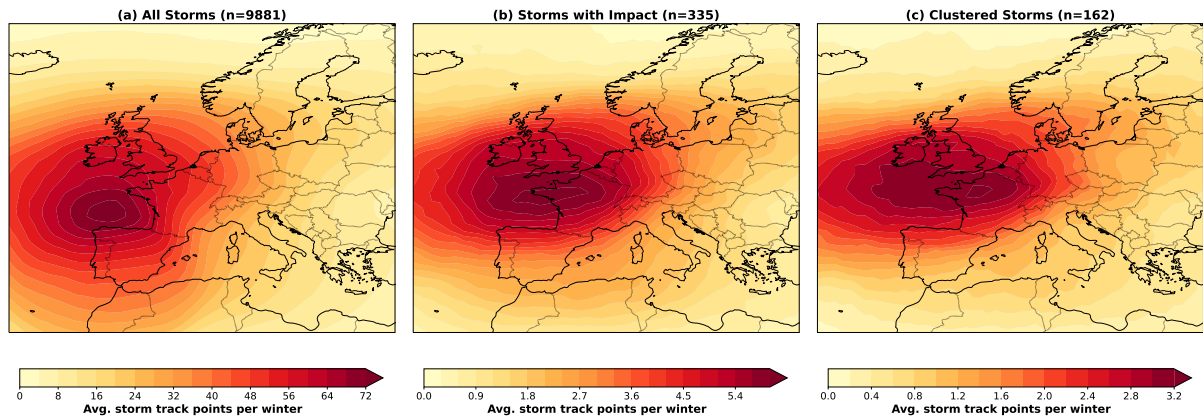 (a) All Storms (n=9881)
(b) Storms with Impact (n=335)
(c) Clustered Storms (n=162)
0 8 16 24 32 40 48 56 64 72
Avg. storm track points per winter
0.0 0.9 1.8 2.7 3.6 4.5 5.4
Avg. storm track points per winter
0.0 0.4 0.8 1.2 1.6 2.0 2.4 2.8 3.2
Avg. storm track points per winter